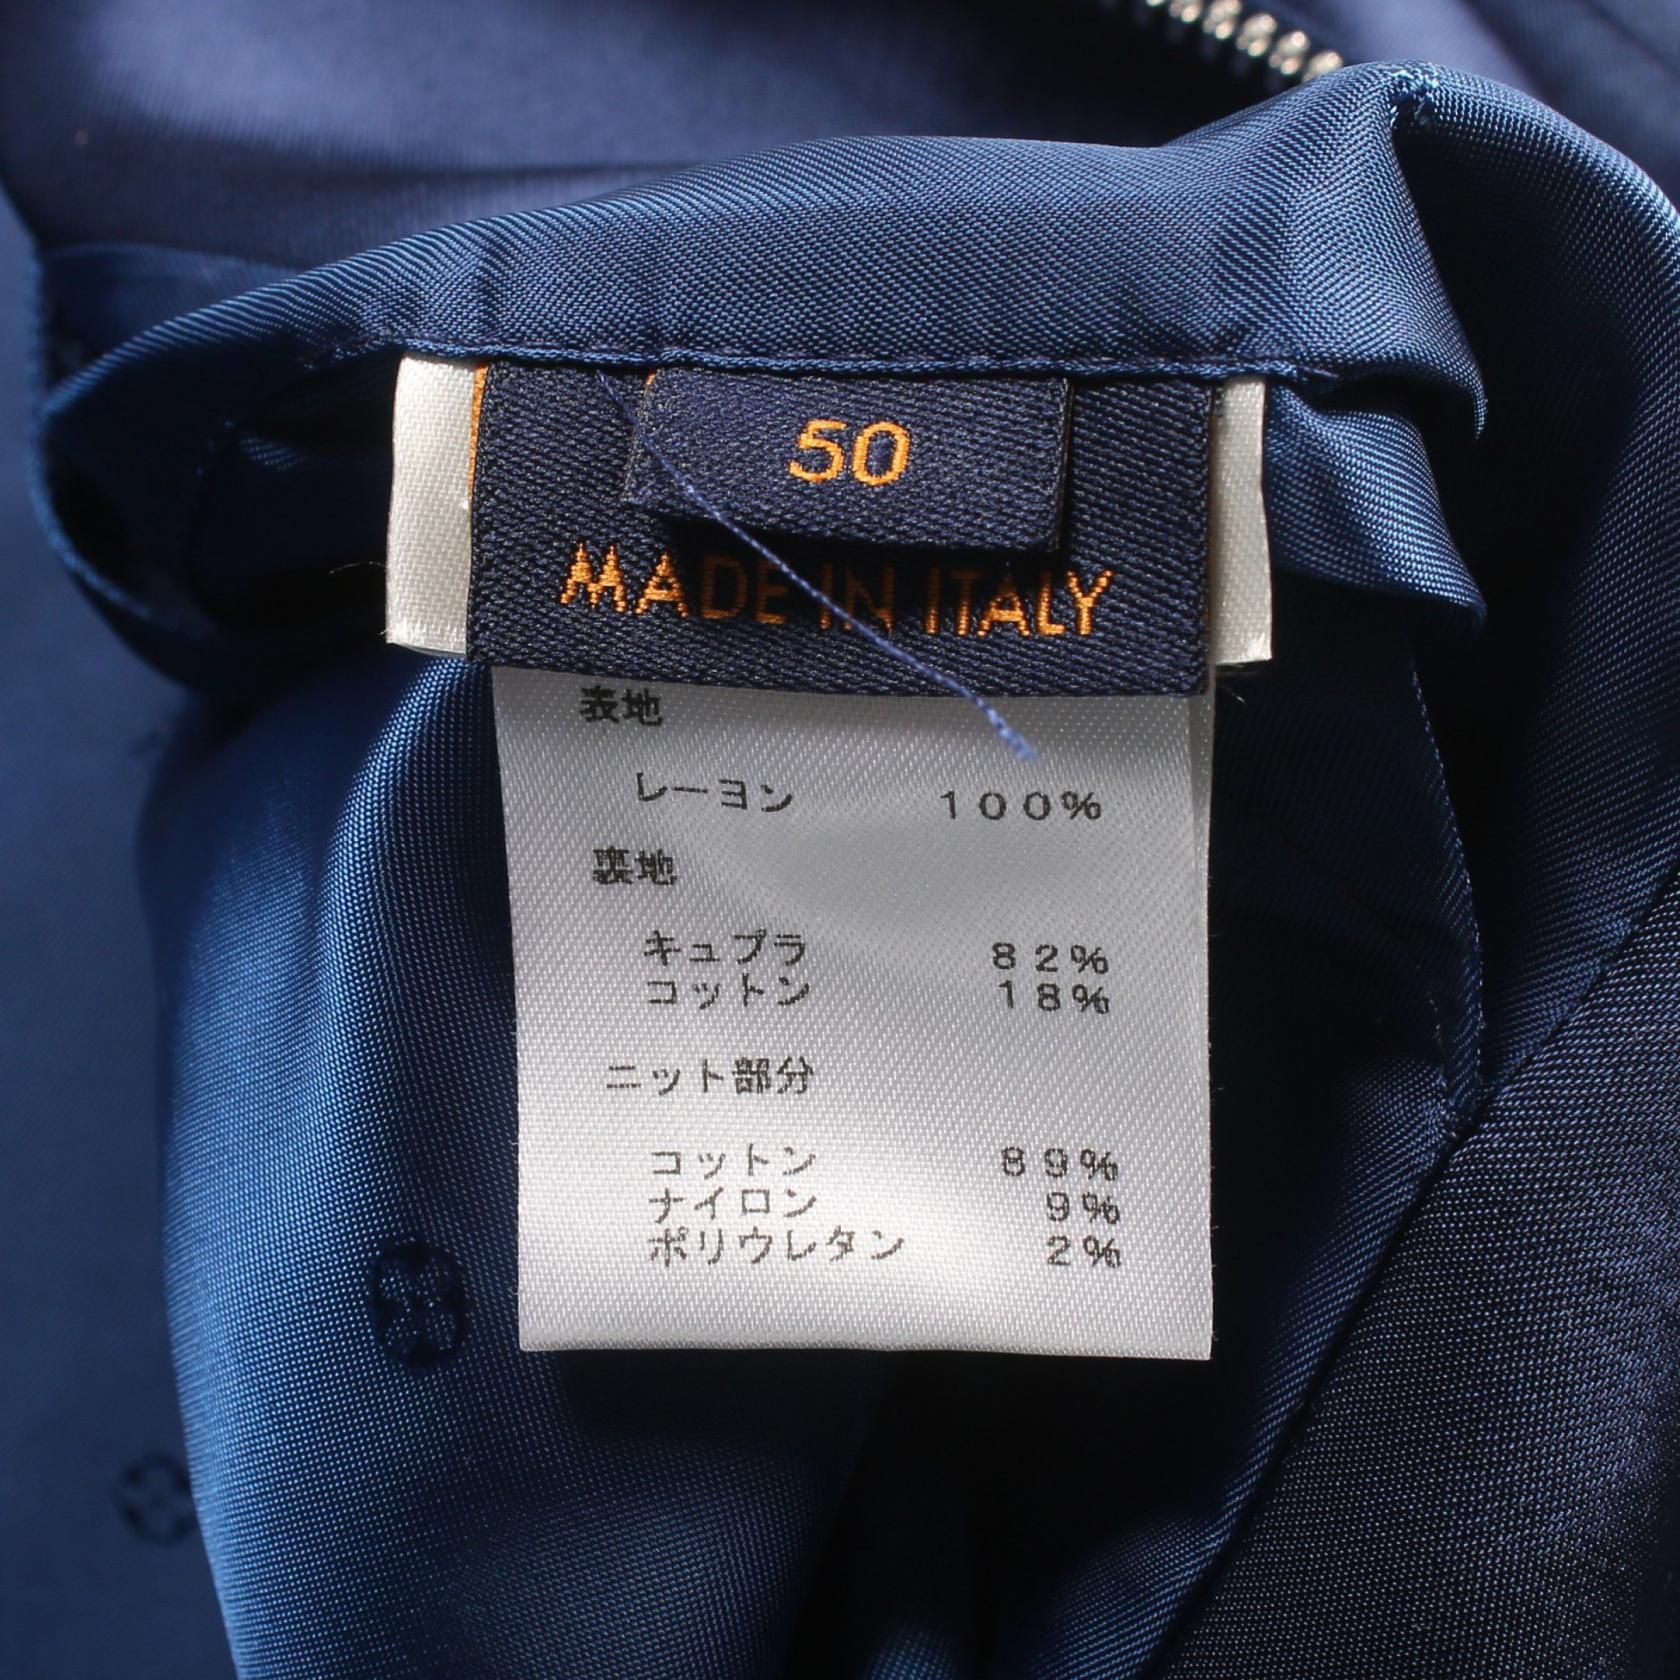 50
MADE IN ITALY
表地
レーヨン 100%
裏地
キュプラ 82%
コットン 18%
ニット部分
コットン 89%
ナイロン 9%
ポリウレタン 2%